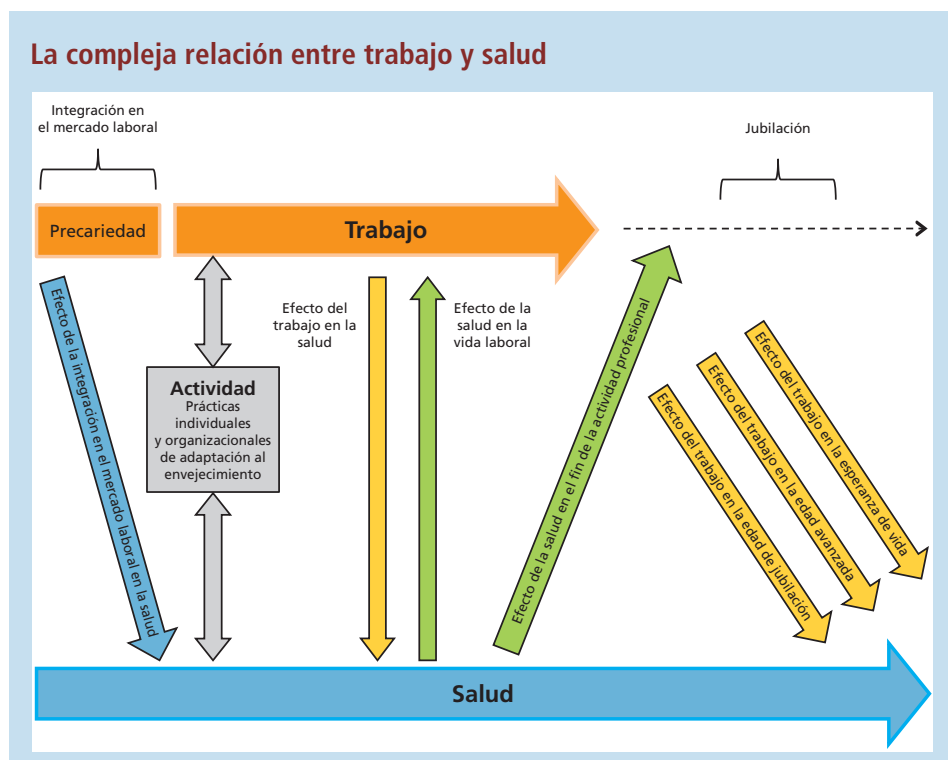 La compleja relación entre trabajo y salud
Integración en
el mercado laboral
Jubilación
Precariedad
Trabajo
Efecto de la integración en el mercado laboral en la salud
Actividad
Prácticas
individuales
y organizacionales
de adaptación al
envejecimiento
Efecto del
trabajo en la
salud
Efecto de la
salud en la
vida laboral
Efecto de la salud en el fin de la actividad profesional
Efecto del trabajo en la edad de jubilación
Efecto del trabajo en la edad avanzada
Efecto del trabajo en la esperanza de vida
Salud